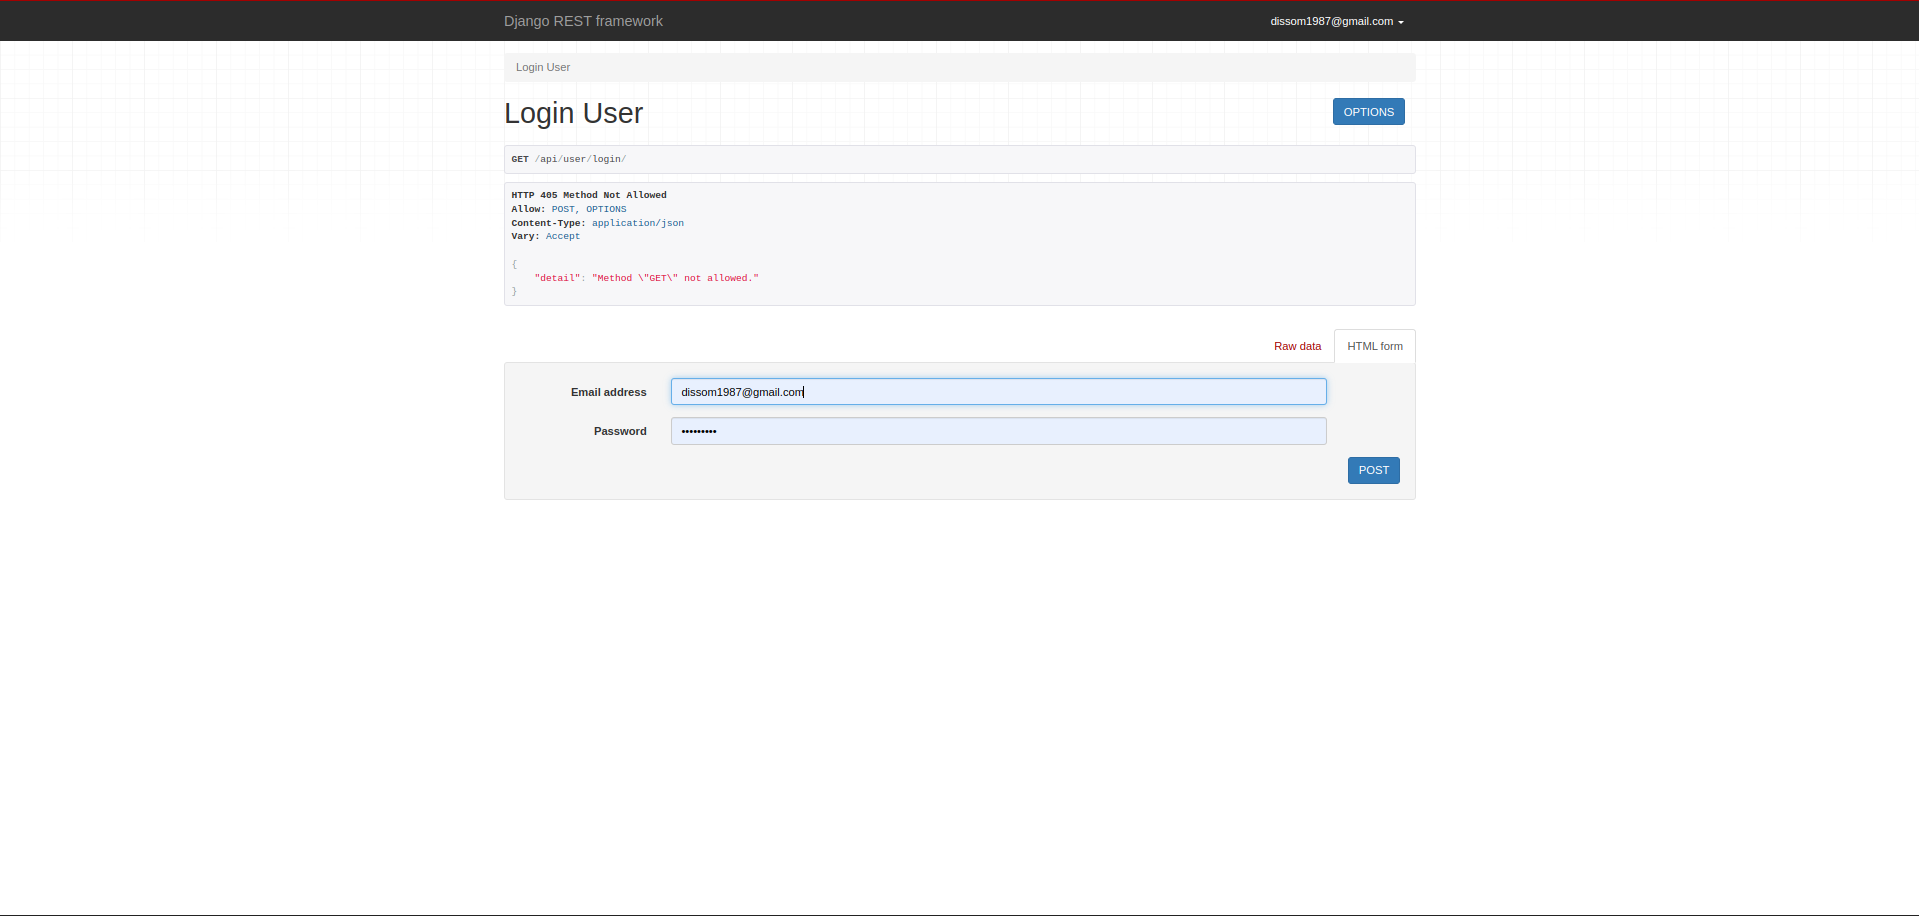 Django REST framework
dissom1987@gmail.com
Login User
Login User
OPTIONS
GET /api/user/login/
HTTP 405 Method Not Allowed
Allow: POST, OPTIONS
Content-Type: application/json
Vary: Accept
{
    "detail": "Method \"GET\" not allowed."
}
Raw data
HTML form
Email address
dissom1987@gmail.com
Password
•••••••••
POST